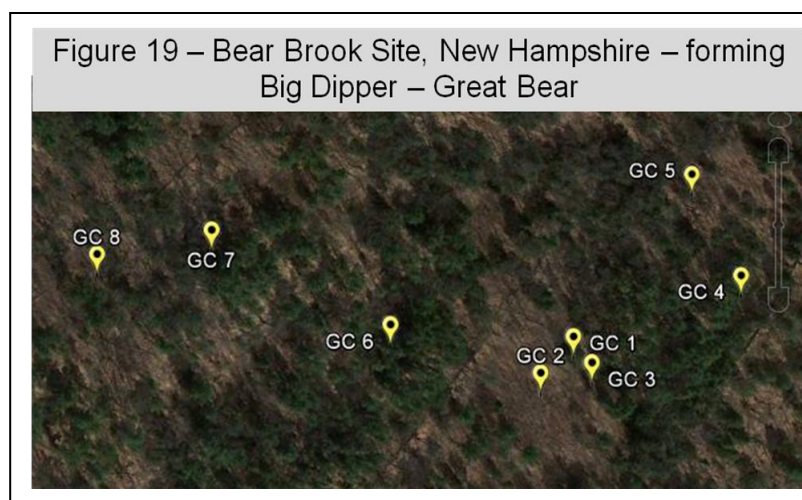 Figure 19 – Bear Brook Site, New Hampshire – forming
Big Dipper – Great Bear
GC 5
GC 8
GC 7
GC 4
GC 6
GC 1
GC 2
GC 3